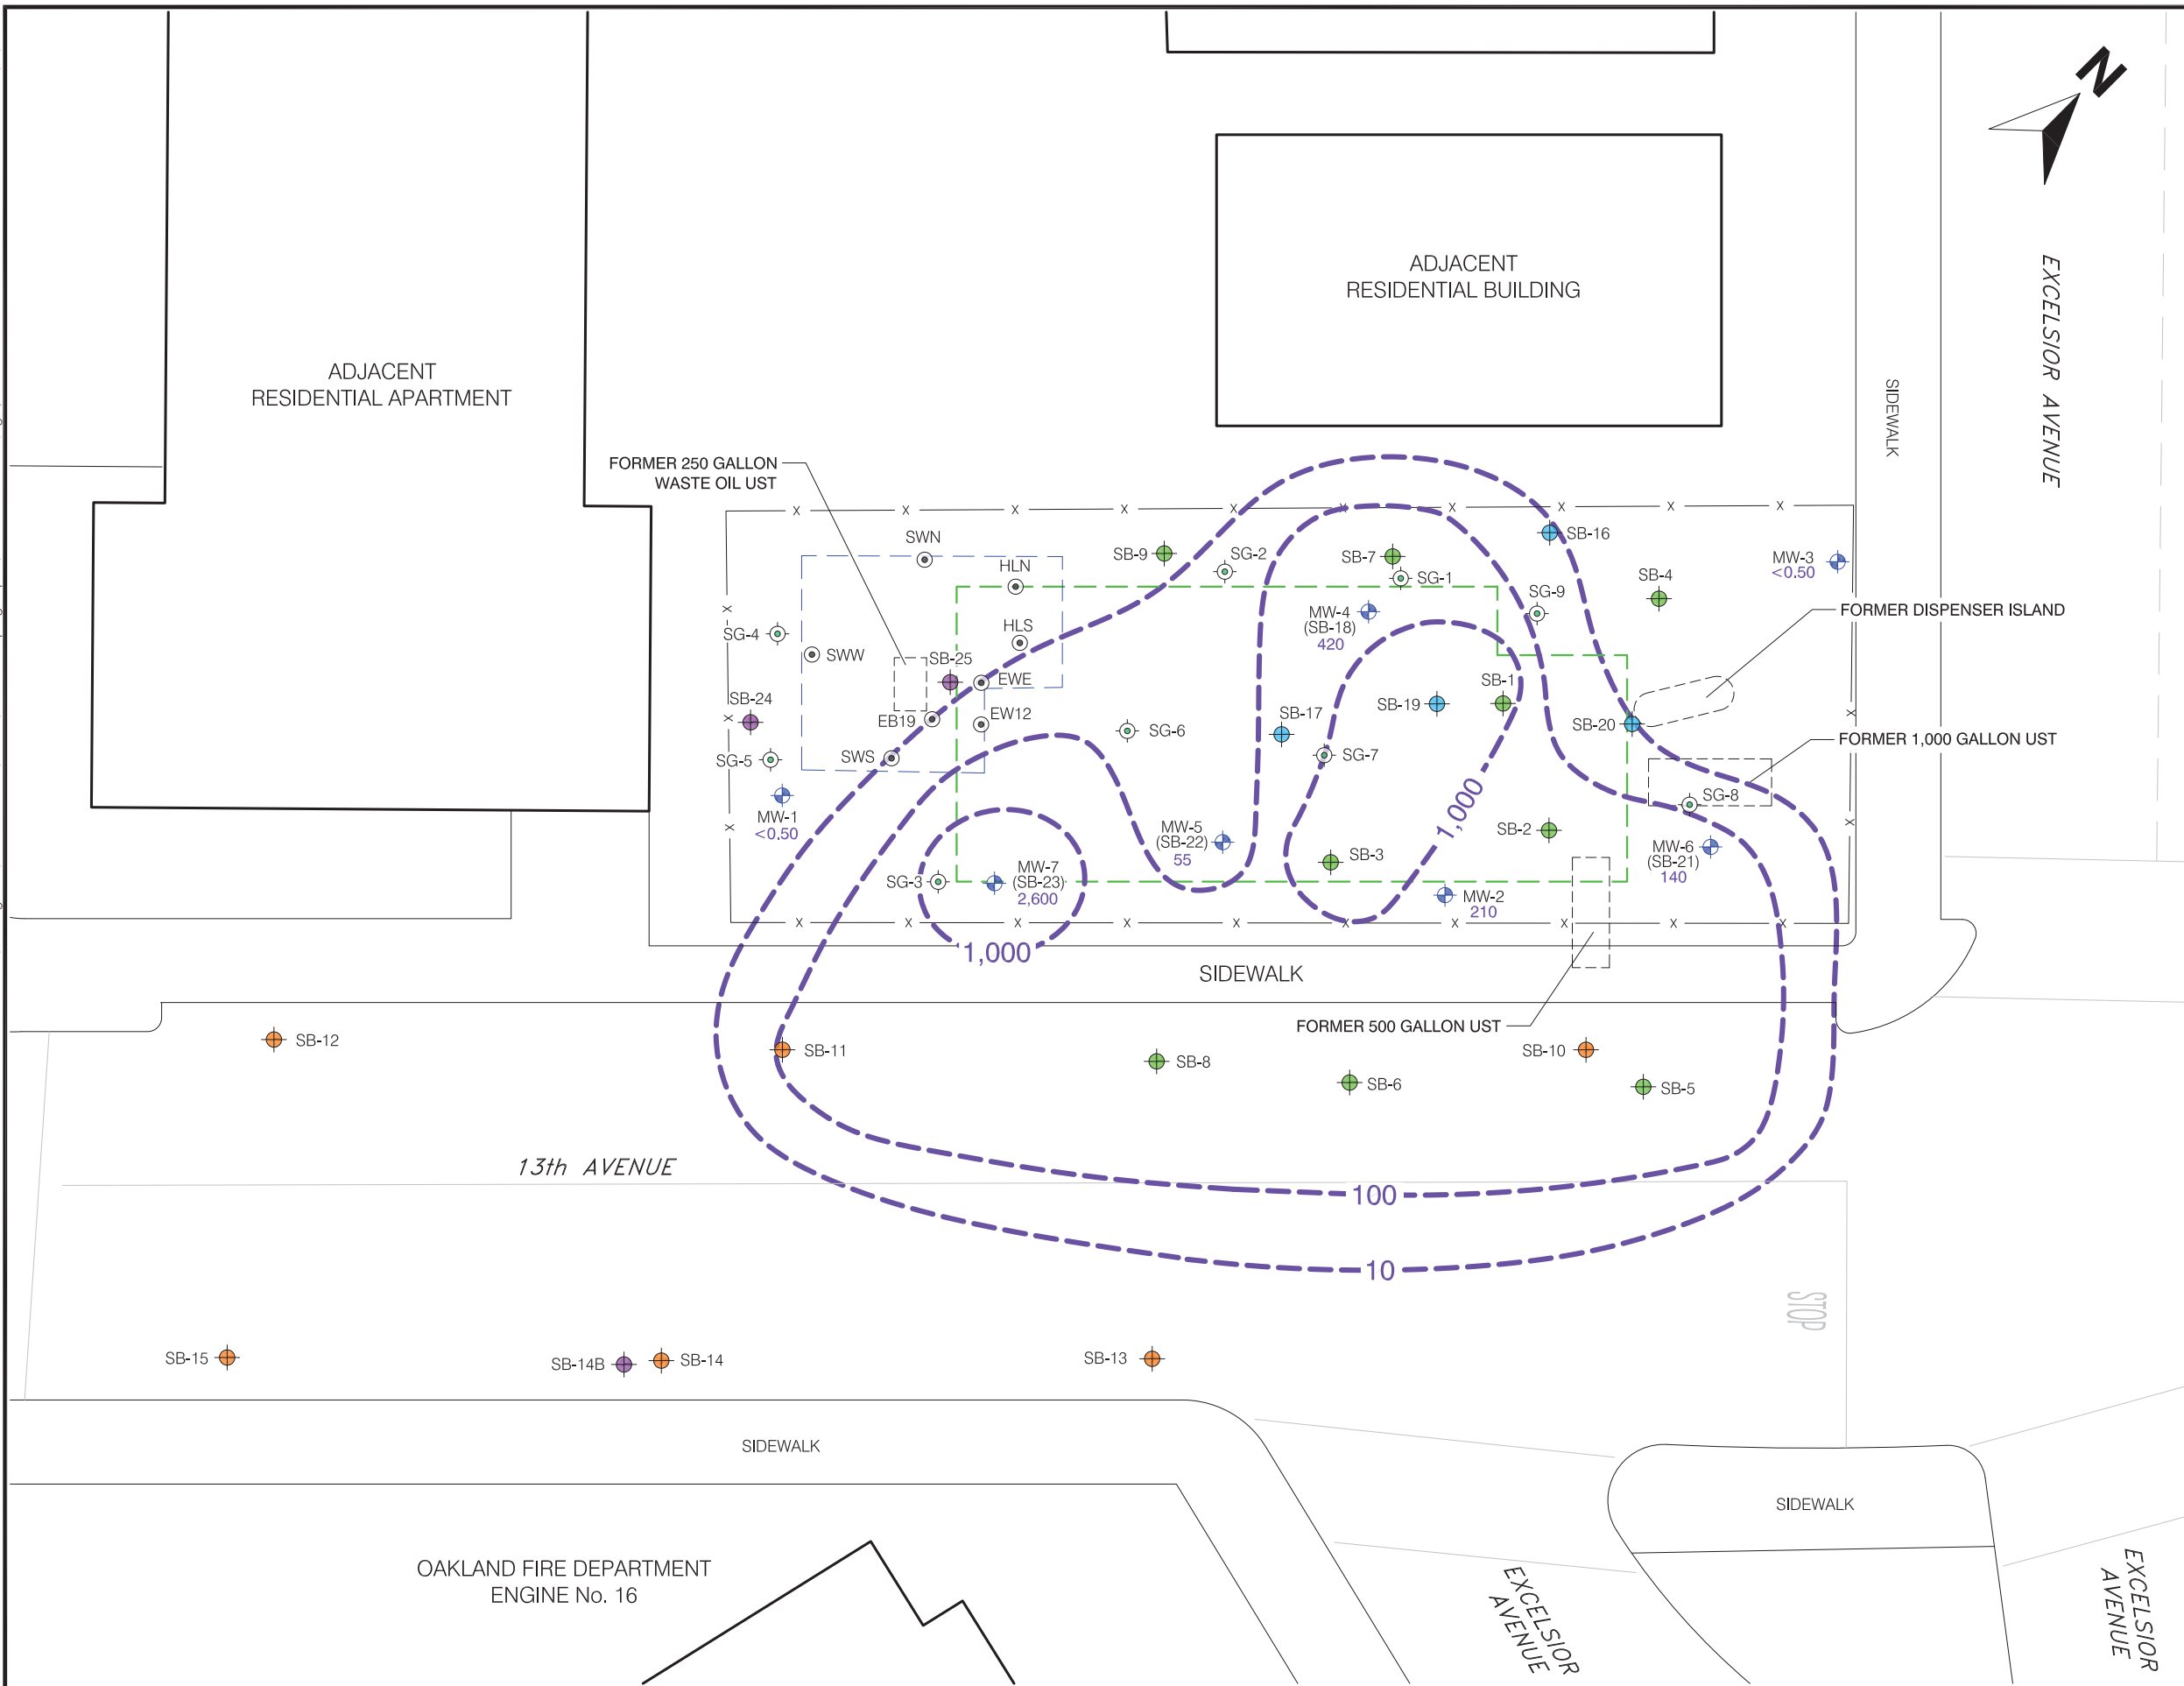 N
EXCELSIOR AVENUE
SIDEWALK
ADJACENT
RESIDENTIAL BUILDING
ADJACENT
RESIDENTIAL APARTMENT
FORMER 250 GALLON
WASTE OIL UST
X X X X X X X X X X
SWN
SB-9
SG-2
SB-7
SB-16
MW-3
<0.50
HLN
SG-1
SG-9
SB-4
MW-4
(SB-18)
420
FORMER DISPENSER ISLAND
X
SG-4
HLS
SWW
SB-25
EWE
SB-1
SB-24
SB-19
X
EB19
EW12
SB-17
SB-20
X
SG-6
FORMER 1,000 GALLON UST
SG-5
SWS
SG-7
SG-8
1,000
MW-1
<0.50
X
MW-5
(SB-22)
55
SB-2
X
MW-6
(SB-21)
140
SB-3
SG-3
MW-7
(SB-23)
2,600
MW-2
210
X X X X X X X X X X
1,000
SIDEWALK
FORMER 500 GALLON UST
SB-12
SB-11
SB-8
SB-10
SB-6
SB-5
13th AVENUE
100
10
STOP
SB-15
SB-14B
SB-14
SB-13
SIDEWALK
SIDEWALK
OAKLAND FIRE DEPARTMENT
ENGINE No. 16
EXCELSIOR
AVENUE
EXCELSIOR
AVENUE